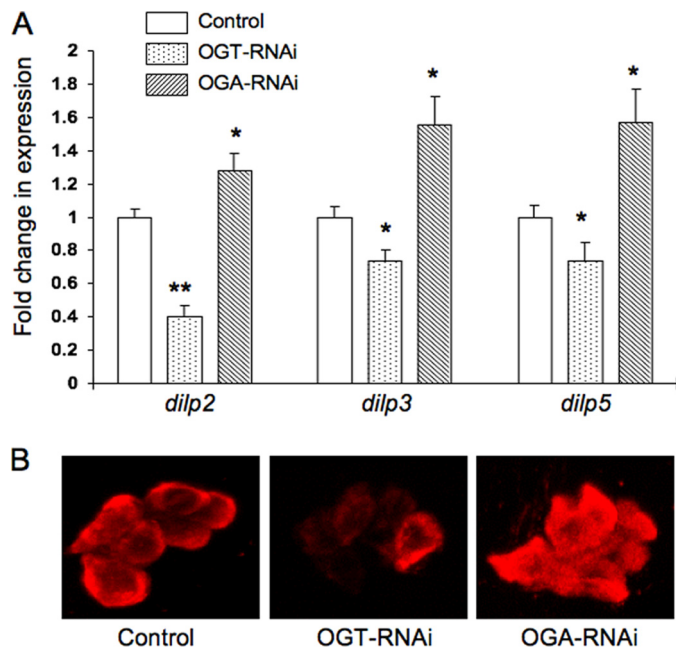 A
Control
OGT-RNAi
OGA-RNAi
Fold change in expression
2
1.8
1.6
1.4
1.2
1
0.8
0.6
0.4
0.2
0
** *
* *
* *
dilp2 dilp3 dilp5
B
Control OGT-RNAi OGA-RNAi